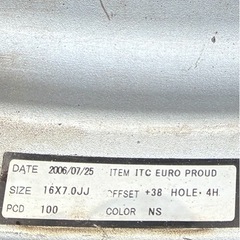 DATE 2006/07/25 ITEM ITC EURO PROUD
SIZE 16X7.0JJ OFFSET +38 HOLE· 4H
PCD 100 COLOR NS